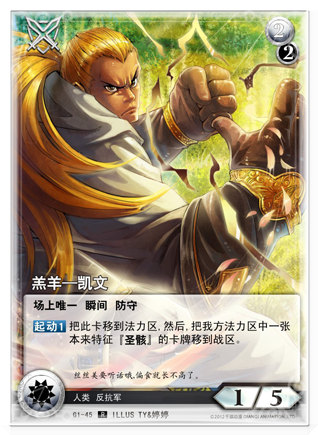 2
2
羔羊—凯文
场上唯一 瞬间 防守
起动1 把此卡移到法力区.然后.把我方法力区中一张
本来特征『圣骸』的卡牌移到战区.
丝丝美要听话哦,偏食就长不高了.
人类 反抗军
1/5
01-45 R ILLUS TY&婷婷